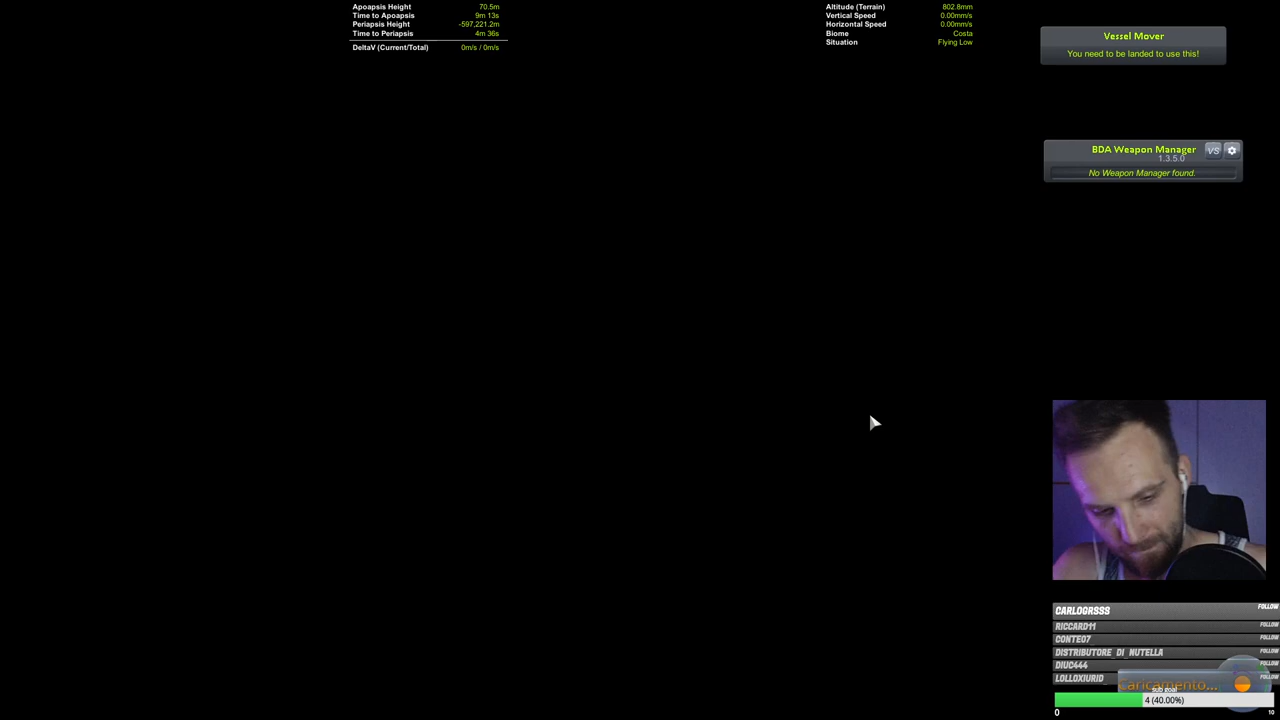 Apoapsis Height 70.5m
Time to Apoapsis 9m 13s
Periapsis Height -597,221.2m
Time to Periapsis 4m 36s
DeltaV (Current/Total) 0m/s / 0m/s
Altitude (Terrain) 802.8mm
Vertical Speed 0.00mm/s
Horizontal Speed 0.00mm/s
Biome Costa
Situation Flying Low
Vessel Mover
You need to be landed to use this!
BDA Weapon Manager VS
1.3.5.0
No Weapon Manager found.
CARLOGRSSS FOLLOW
RICCARD11 FOLLOW
CONTE07_ FOLLOW
DISTRIBUTORE_DI_NUTELLA FOLLOW
DIUC444 FOLLOW
LOLLOXIURID_ FOLLOW
Caricamento...
sub goal
4 (40.00%)
0 10